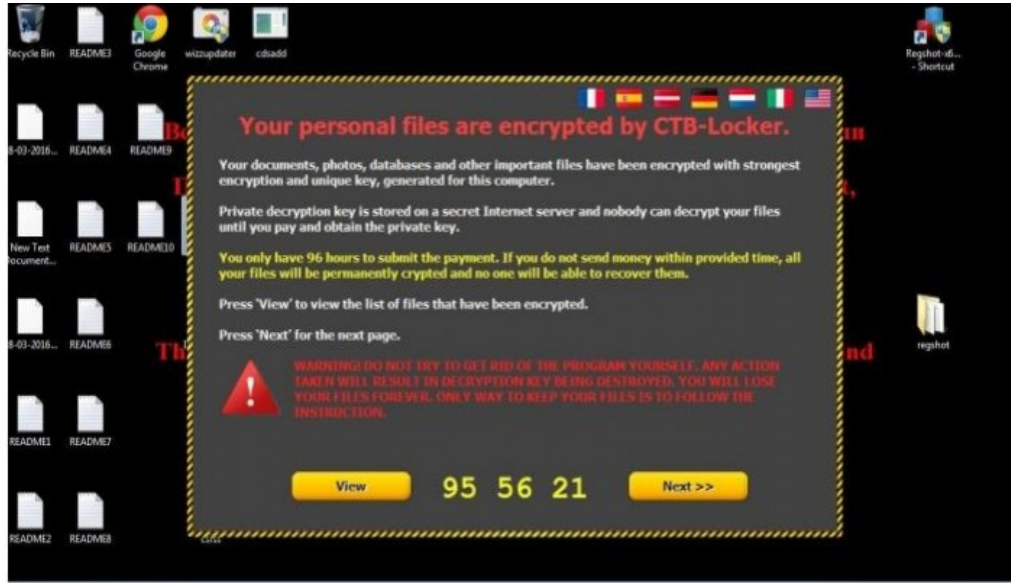 Recycle Bin
README3
Google Chrome
wizzupdater
cdsadd
Regshot-x6... - Shortcut
8-03-2016...
README4
README9
New Text Document...
README5
README10
8-03-2016...
README6
README1
README7
README2
README8
regshot
Th
nd
Your personal files are encrypted by CTB-Locker.
Your documents, photos, databases and other important files have been encrypted with strongest
encryption and unique key, generated for this computer.
Private decryption key is stored on a secret Internet server and nobody can decrypt your files
until you pay and obtain the private key.
You only have 96 hours to submit the payment. If you do not send money within provided time, all
your files will be permanently crypted and no one will be able to recover them.
Press 'View' to view the list of files that have been encrypted.
Press 'Next' for the next page.
WARNING! DO NOT TRY TO GET RID OF THE PROGRAM YOURSELF. ANY ACTION
TAKEN WILL RESULT IN DECRYPTION KEY BEING DESTROYED. YOU WILL LOSE
YOUR FILES FOREVER. ONLY WAY TO KEEP YOUR FILES IS TO FOLLOW THE
INSTRUCTION.
View
95 56 21
Next >>